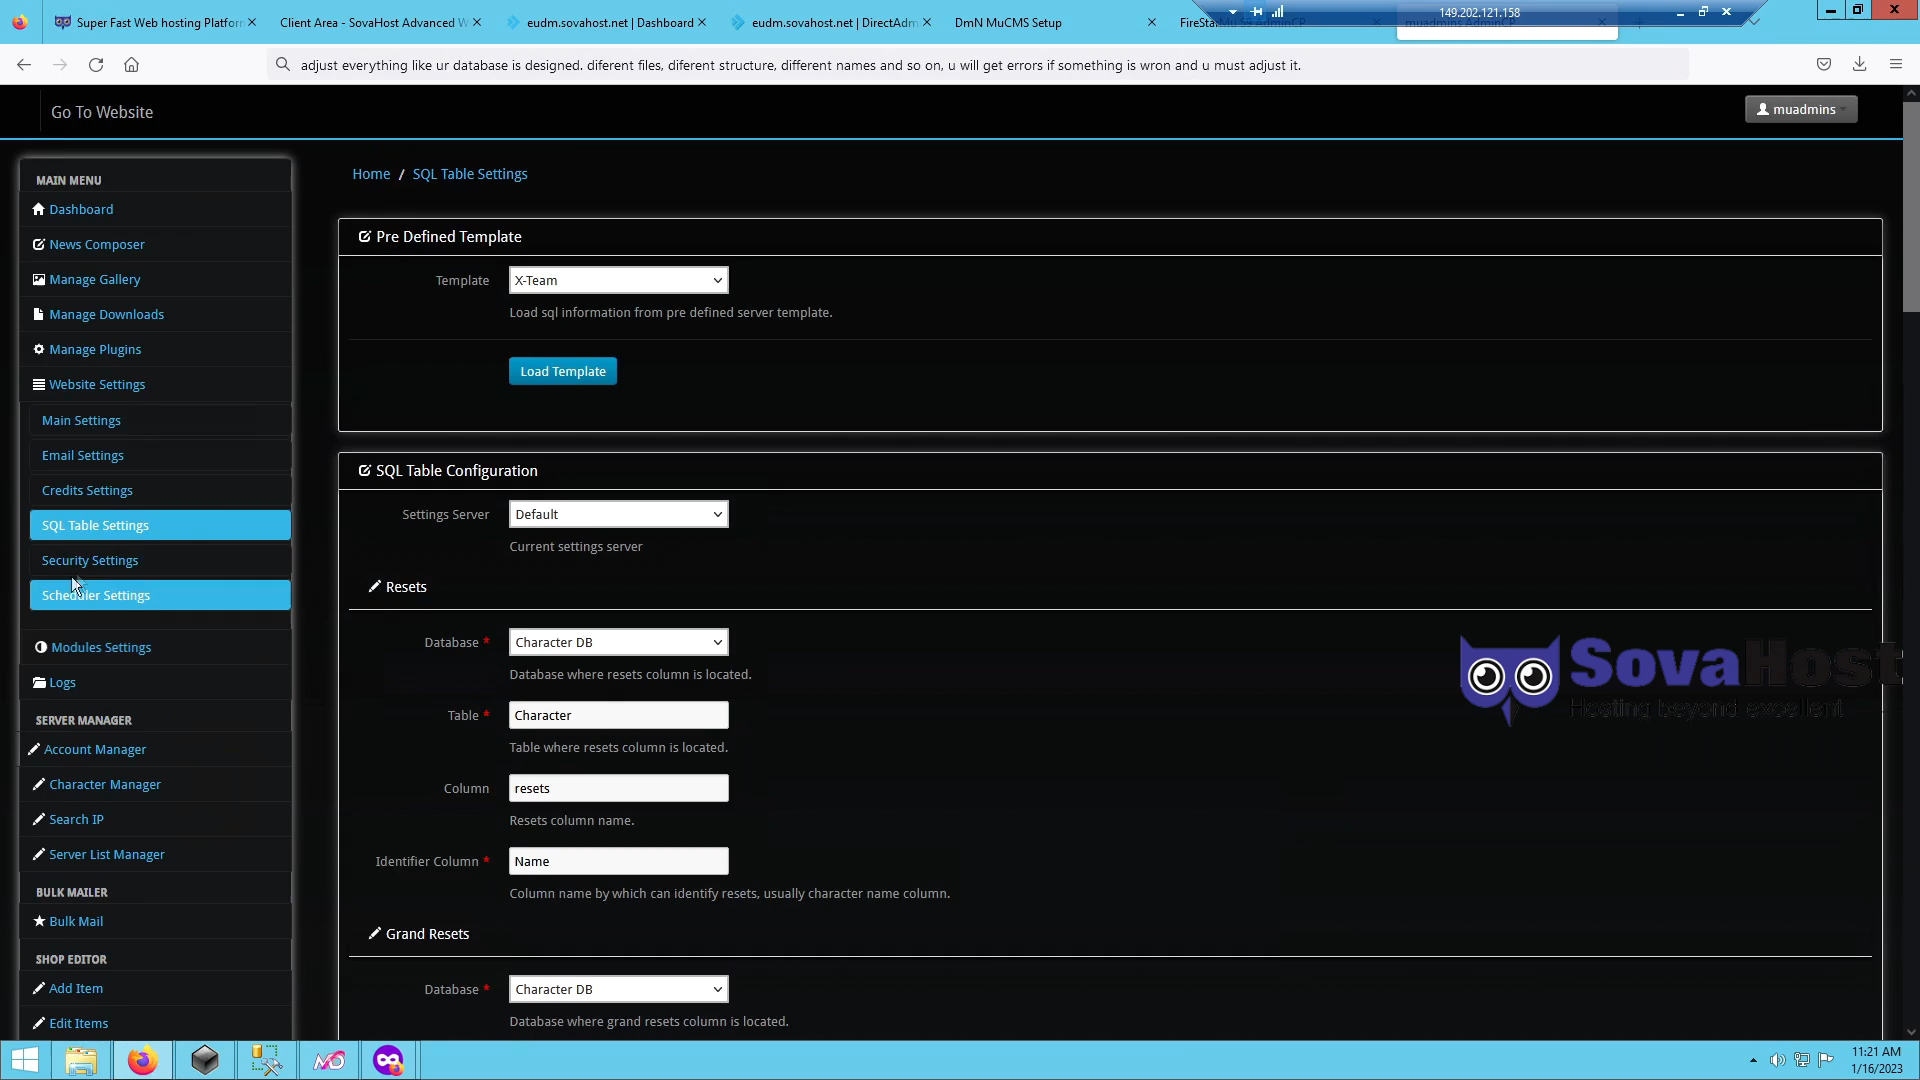 Super Fast Web hosting Platfor
Client Area - SovaHost Advanced W
eudm.sovahost.net | Dashboard
eudm.sovahost.net | DirectAdm
DmN MuCMS Setup
FireStarMu S9 AdminCP
muadmins AdminCP
149.202.121.158
adjust everything like ur database is designed. diferent files, diferent structure, different names and so on, u will get errors if something is wron and u must adjust it.
Go To Website
muadmins
MAIN MENU
Dashboard
News Composer
Manage Gallery
Manage Downloads
Manage Plugins
Website Settings
Main Settings
Email Settings
Credits Settings
SQL Table Settings
Security Settings
Scheduler Settings
Modules Settings
Logs
SERVER MANAGER
Account Manager
Character Manager
Search IP
Server List Manager
BULK MAILER
Bulk Mail
SHOP EDITOR
Add Item
Edit Items
Home / SQL Table Settings
Pre Defined Template
Template X-Team
Load sql information from pre defined server template.
Load Template
SQL Table Configuration
Settings Server Default
Current settings server
Resets
Database * Character DB
Database where resets column is located.
Table * Character
Table where resets column is located.
Column resets
Resets column name.
Identifier Column * Name
Column name by which can identify resets, usually character name column.
Grand Resets
Database * Character DB
Database where grand resets column is located.
SovaHost
Hosting beyond excellent
11:21 AM
1/16/2023